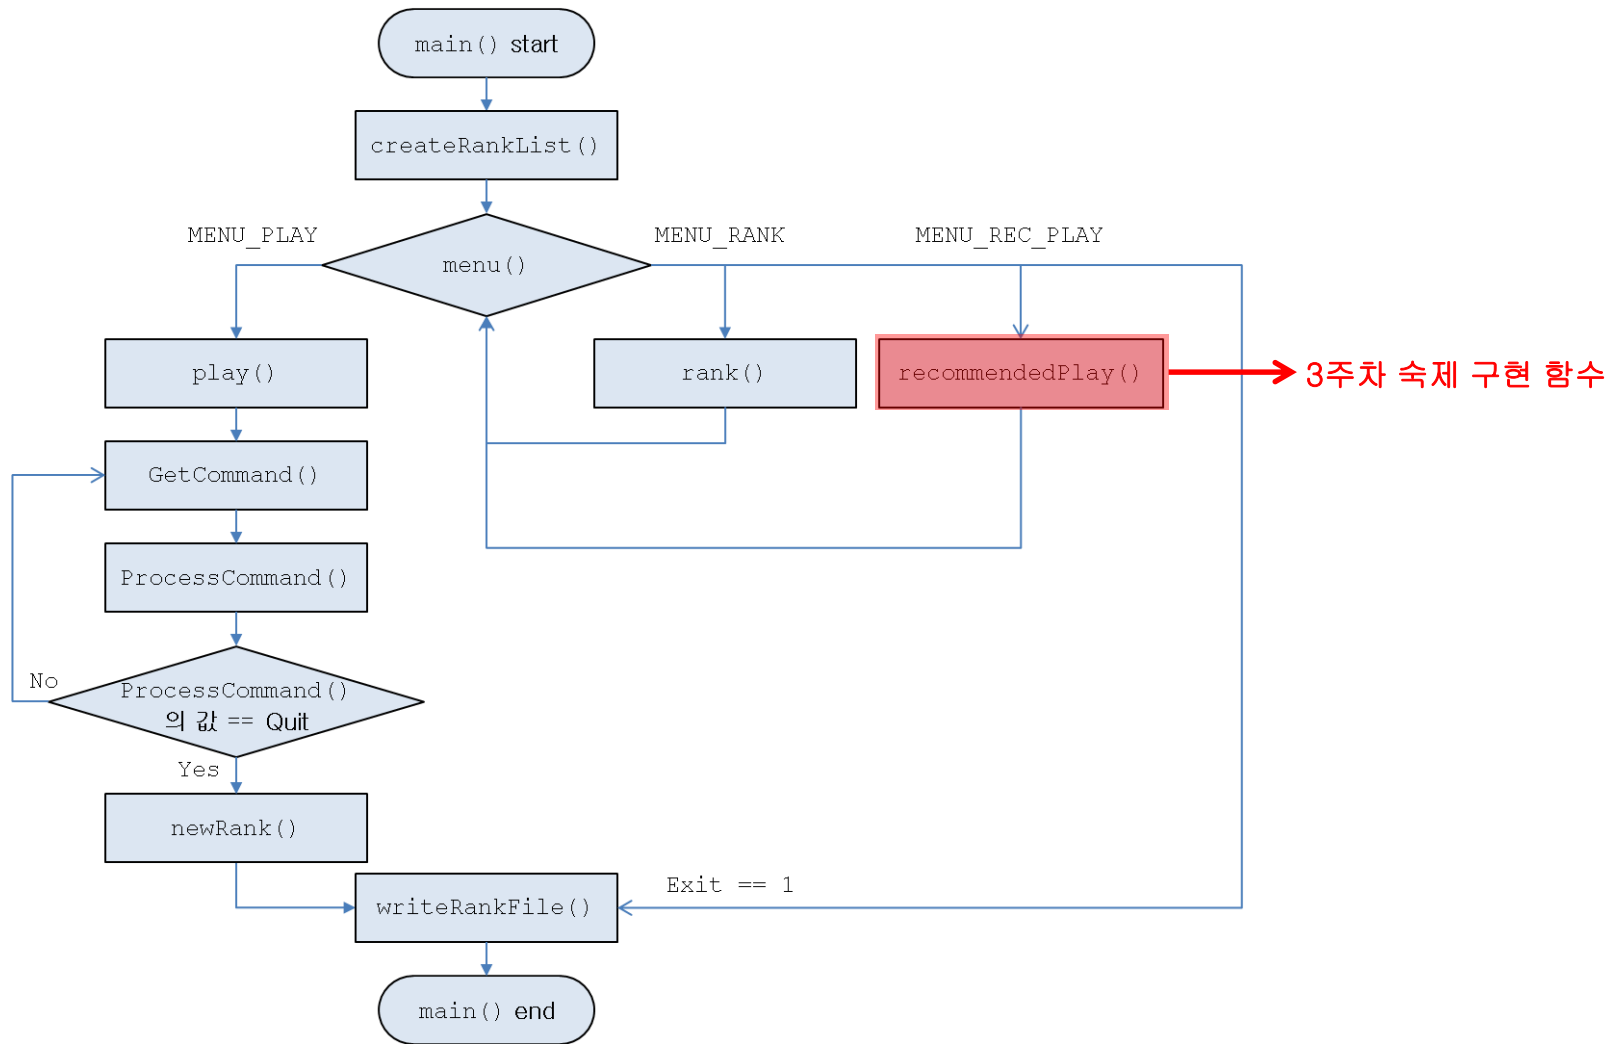 main() start
createRankList()
MENU_PLAY
MENU_RANK
MENU_REC_PLAY
menu()
play()
rank()
recommendedPlay()
3주차 숙제 구현 함수
GetCommand()
ProcessCommand()
No
ProcessCommand()
의 값 == Quit
Yes
newRank()
Exit == 1
writeRankFile()
main() end